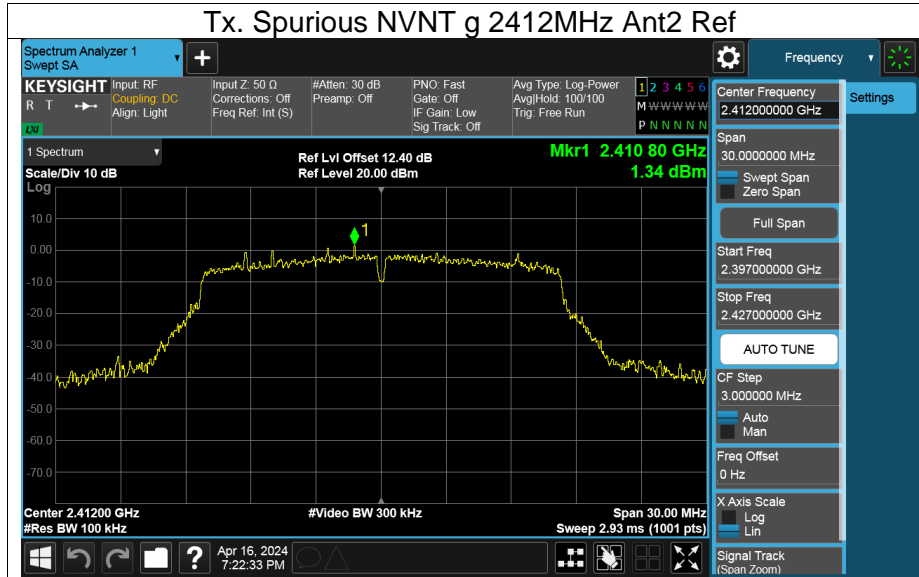 Tx. Spurious NVNT g 2412MHz Ant2 Ref
Spectrum Analyzer 1
Swept SA
Frequency
KEYSIGHT
R T
LXI
Input: RF
Coupling: DC
Align: Light
Input Z: 50 Ω
Corrections: Off
Freq Ref: Int (S)
#Atten: 30 dB
Preamp: Off
PNO: Fast
Gate: Off
IF Gain: Low
Sig Track: Off
Avg Type: Log-Power
Avg|Hold: 100/100
Trig: Free Run
1 2 3 4 5 6
M W W W W W
P N N N N N
1 Spectrum
Scale/Div 10 dB
Log
Ref Lvl Offset 12.40 dB
Ref Level 20.00 dBm
Mkr1 2.410 80 GHz
1.34 dBm
1
10.0
0.00
-10.0
-20.0
-30.0
-40.0
-50.0
-60.0
-70.0
Center 2.41200 GHz
#Res BW 100 kHz
#Video BW 300 kHz
Span 30.00 MHz
Sweep 2.93 ms (1001 pts)
Apr 16, 2024
7:22:33 PM
Center Frequency
2.412000000 GHz
Settings
Span
30.0000000 MHz
Swept Span
Zero Span
Full Span
Start Freq
2.397000000 GHz
Stop Freq
2.427000000 GHz
AUTO TUNE
CF Step
3.000000 MHz
Auto
Man
Freq Offset
0 Hz
X Axis Scale
Log
Lin
Signal Track
(Span Zoom)